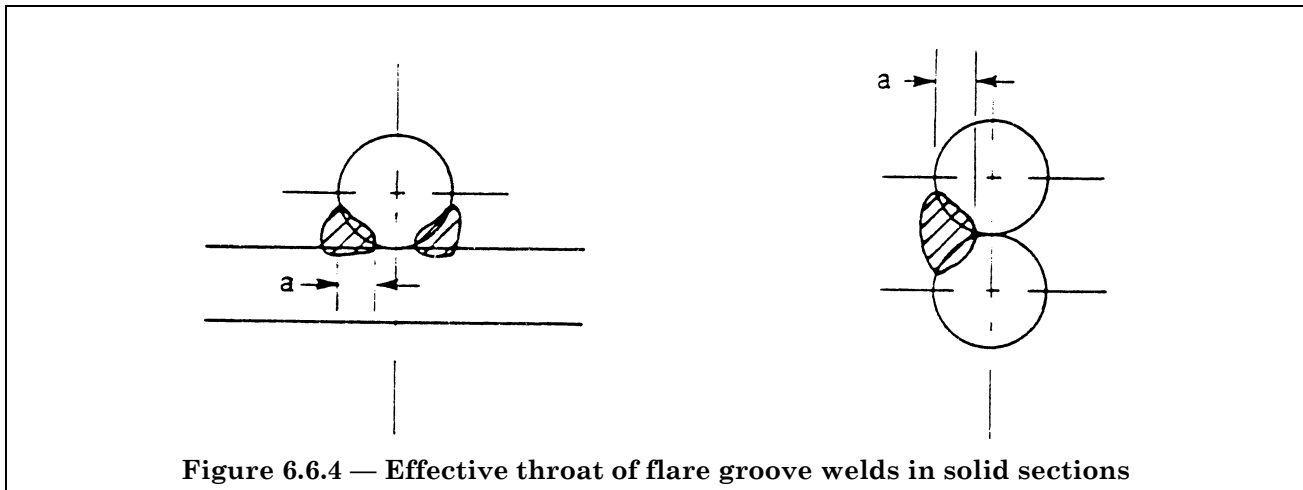 a
a
Figure 6.6.4 — Effective throat of flare groove welds in solid sections